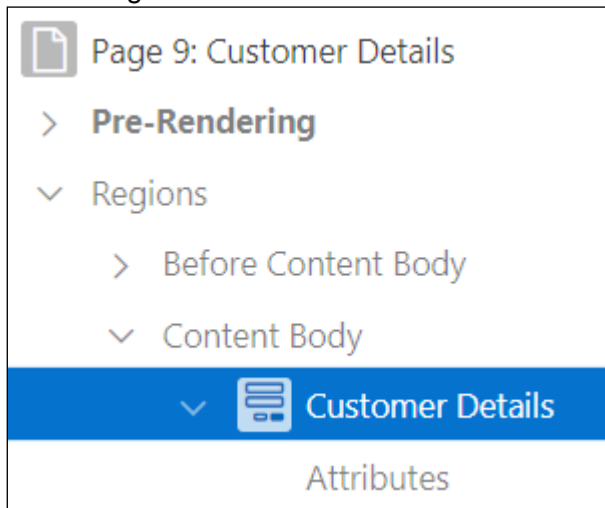 Page 9: Customer Details
Pre-Rendering
Regions
Before Content Body
Content Body
Customer Details
Attributes